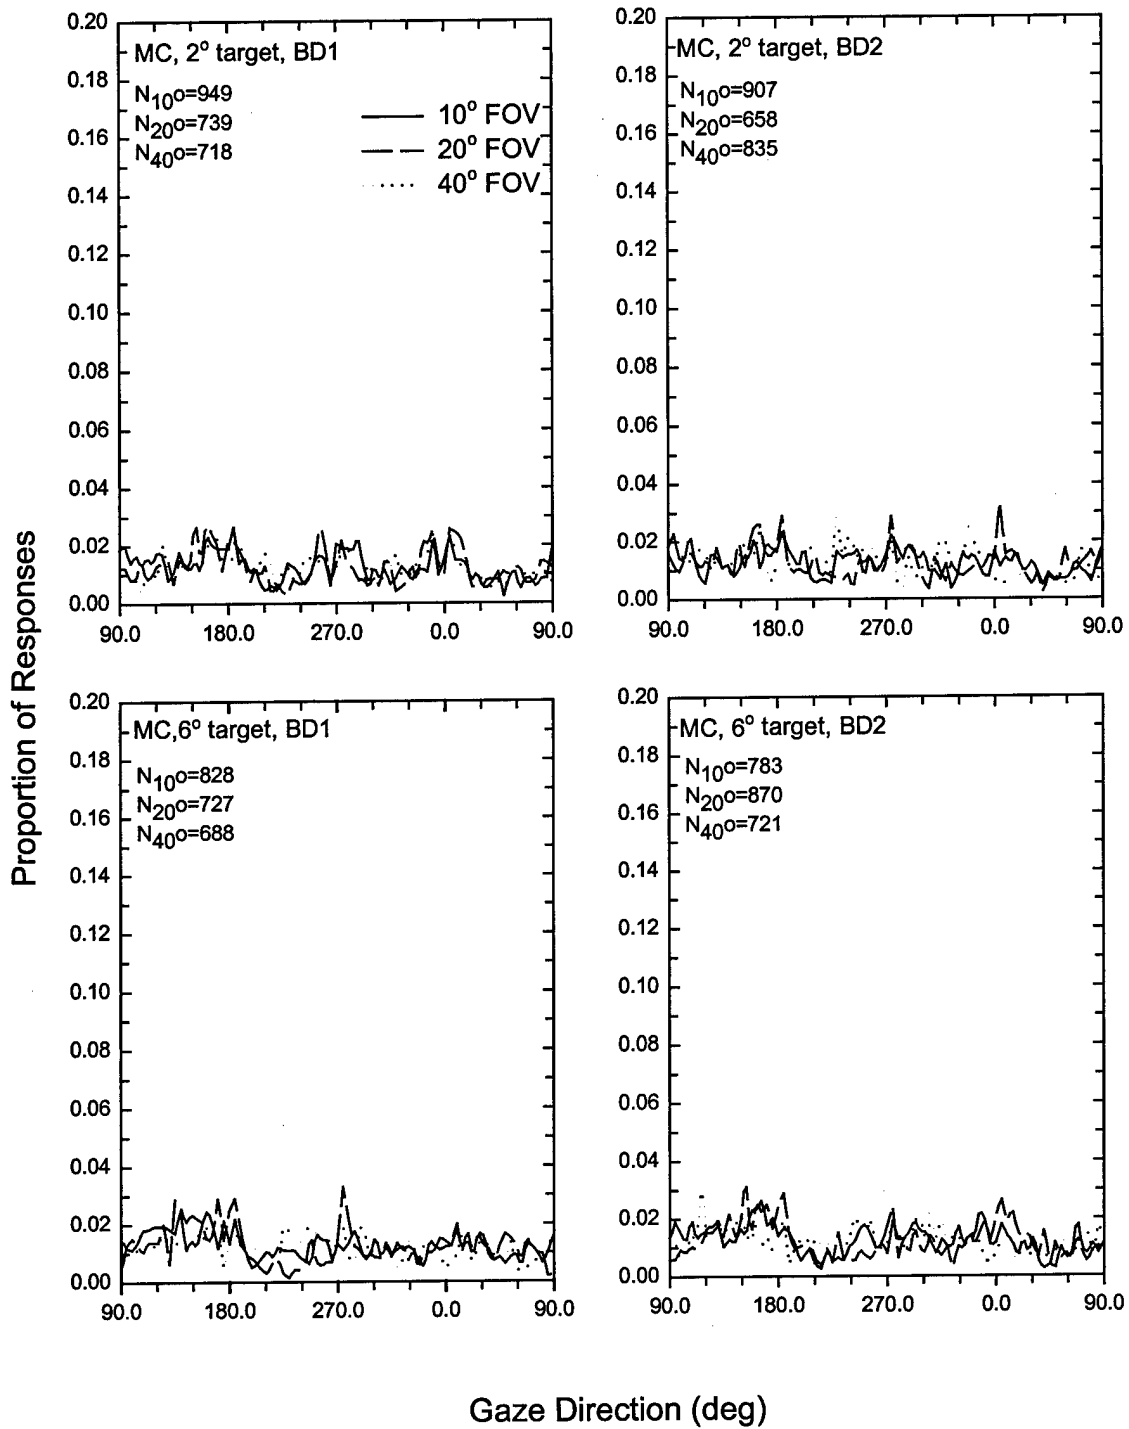 MC, 2° target, BD1
N10o=949
N20o=739
N40o=718
10° FOV
20° FOV
40° FOV
0.20
0.18
0.16
0.14
0.12
0.10
0.08
0.06
0.04
0.02
0.00
90.0 180.0 270.0 0.0 90.0
MC, 2° target, BD2
N10o=907
N20o=658
N40o=835
0.20
0.18
0.16
0.14
0.12
0.10
0.08
0.06
0.04
0.02
0.00
90.0 180.0 270.0 0.0 90.0
Proportion of Responses
MC,6° target, BD1
N10o=828
N20o=727
N40o=688
0.20
0.18
0.16
0.14
0.12
0.10
0.08
0.06
0.04
0.02
0.00
90.0 180.0 270.0 0.0 90.0
MC, 6° target, BD2
N10o=783
N20o=870
N40o=721
0.20
0.18
0.16
0.14
0.12
0.10
0.08
0.06
0.04
0.02
0.00
90.0 180.0 270.0 0.0 90.0
Gaze Direction (deg)